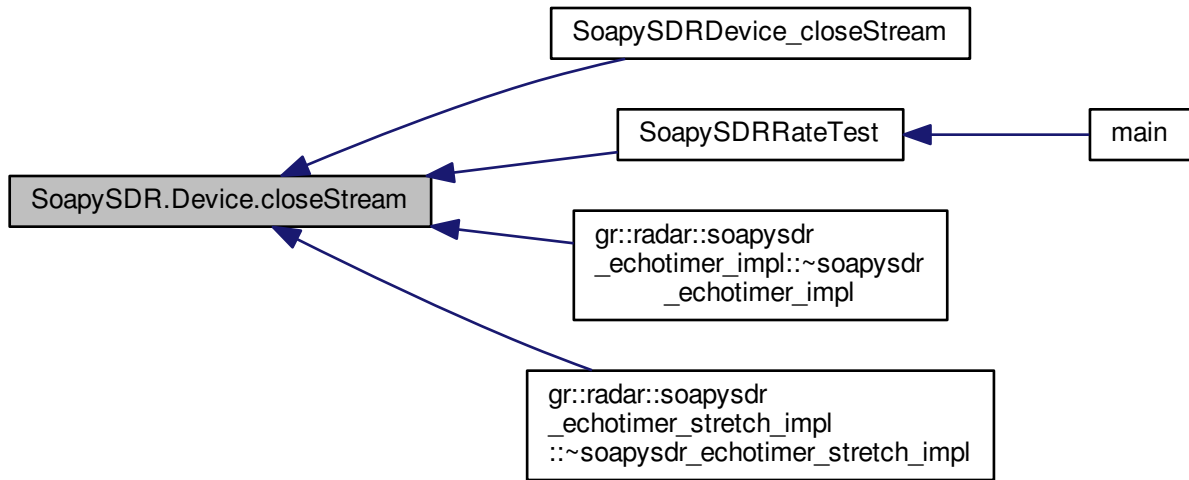 SoapySDRDevice_closeStream
SoapySDRRateTest
main
SoapySDR.Device.closeStream
gr::radar::soapysdr
_echotimer_impl::~soapysdr
_echotimer_impl
gr::radar::soapysdr
_echotimer_stretch_impl
::~soapysdr_echotimer_stretch_impl